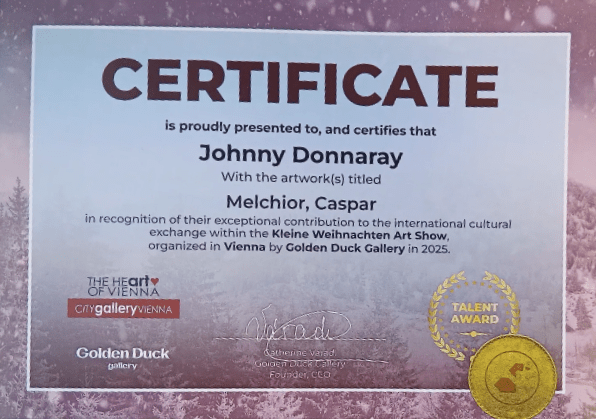 CERTIFICATE
is proudly presented to, and certifies that
Johnny Donnaray
With the artwork(s) titled
Melchior, Caspar
in recognition of their exceptional contribution to the international cultural
exchange within the Kleine Weihnachten Art Show,
organized in Vienna by Golden Duck Gallery in 2025.
THE HEart
OF VIENNA
CITYgalleryVIENNA
Golden Duck
gallery
Varadi
Catherine Varadi
Golden Duck Gallery
Founder, CEO
TALENT
AWARD